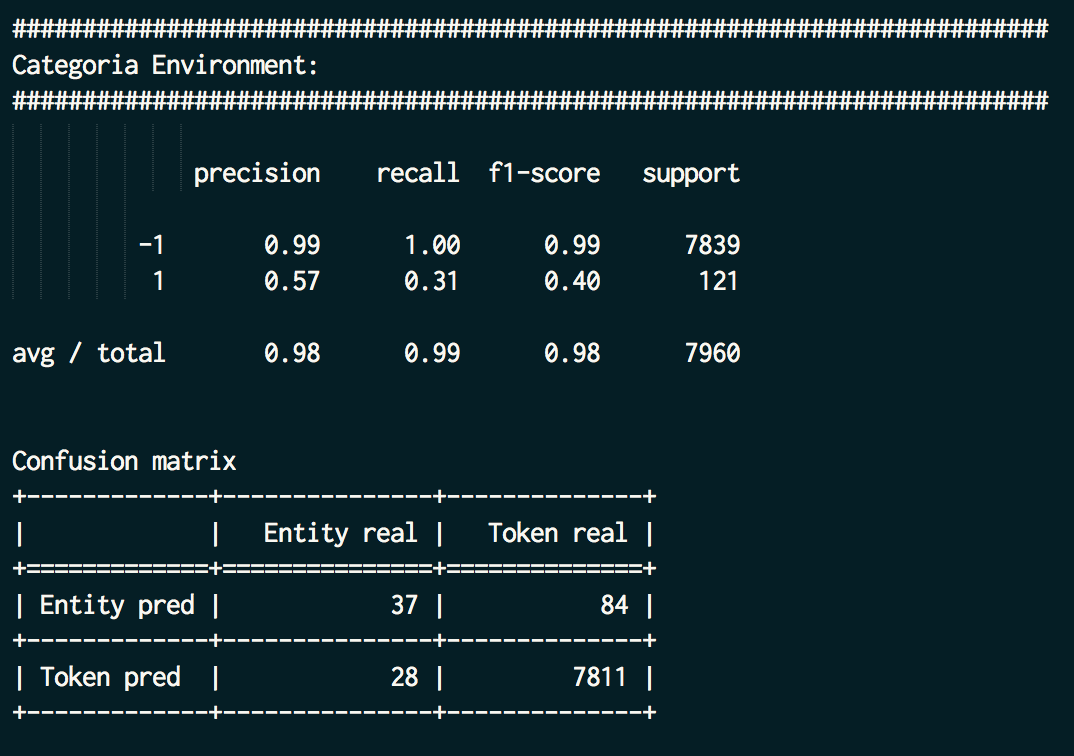 ##########################################################################
Categoria Environment:
##########################################################################
precision    recall  f1-score   support
-1       0.99      1.00      0.99      7839
1       0.57      0.31      0.40       121
avg / total       0.98      0.99      0.98      7960
Confusion matrix
+-------------+---------------+--------------+
|             |   Entity real |   Token real |
+=============+===============+==============+
| Entity pred |            37 |           84 |
+-------------+---------------+--------------+
| Token pred  |            28 |         7811 |
+-------------+---------------+--------------+